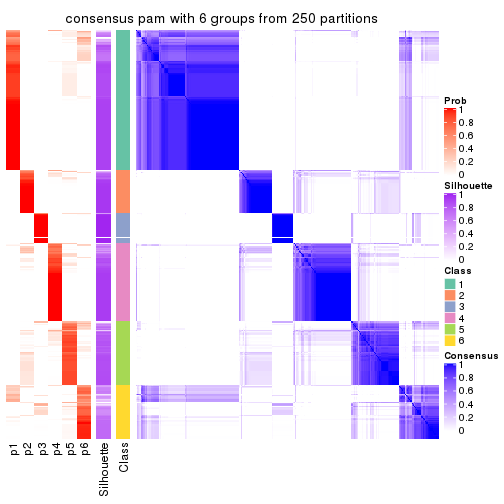 consensus pam with 6 groups from 250 partitions
Prob
1
0.8
0.6
0.4
0.2
0
Silhouette
1
0.8
0.6
0.4
0.2
0
Class
1
2
3
4
5
6
Consensus
1
0.8
0.6
0.4
0.2
0
p1
p2
p3
p4
p5
p6
Silhouette
Class